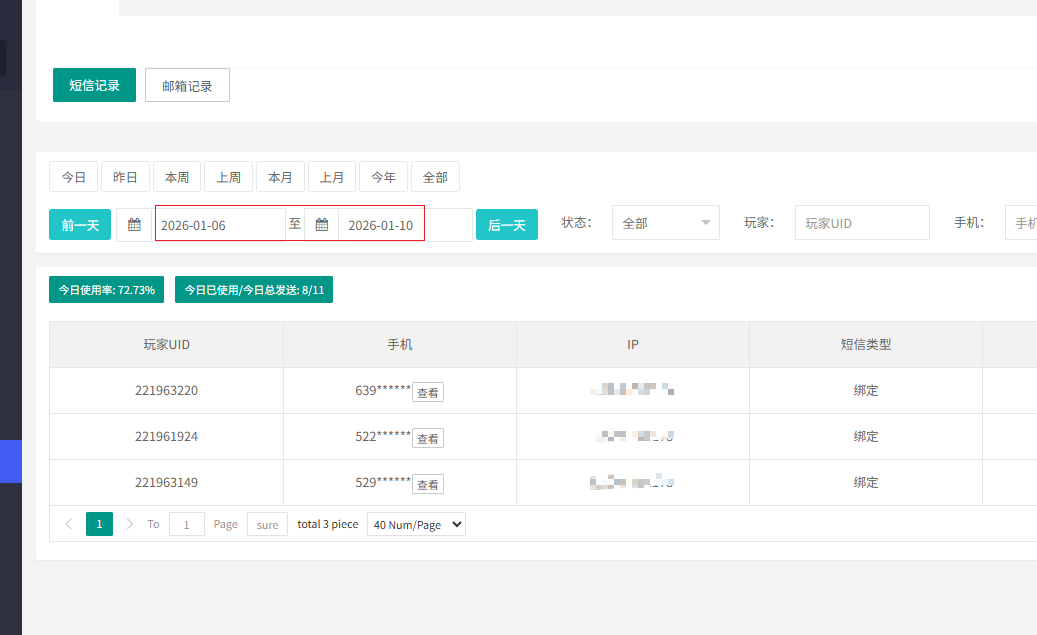 短信记录 邮箱记录
今日 昨日 本周 上周 本月 上月 今年 全部
前一天 2026-01-06 至 2026-01-10 后一天 状态： 全部 玩家： 玩家UID 手机： 手机
今日使用率: 72.73% 今日已使用/今日总发送: 8/11
玩家UID 手机 IP 短信类型
221963220 639****** 查看 绑定
221961924 522****** 查看 绑定
221963149 529****** 查看 绑定
1 To 1 Page sure total 3 piece 40 Num/Page